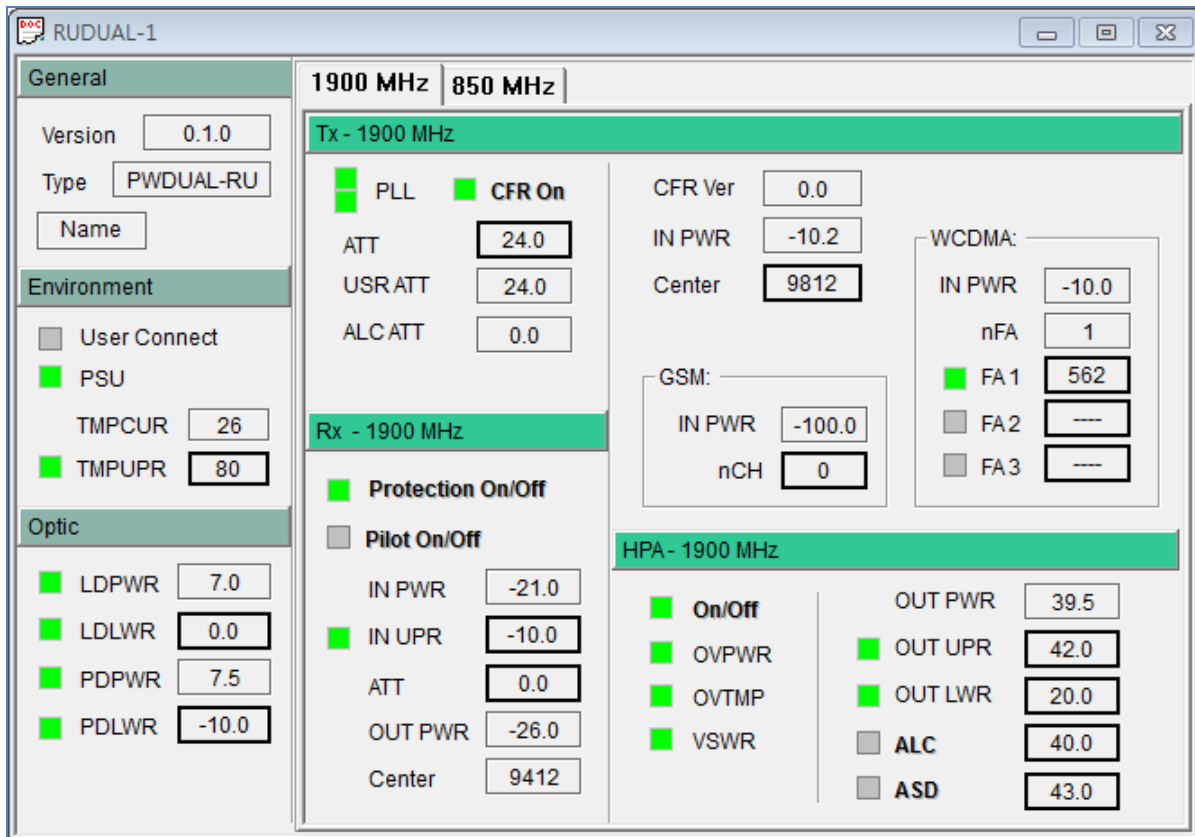 DOC RUDUAL-1
General
Version 0.1.0
Type PWDUAL-RU
Name
Environment
User Connect
PSU
TMPCUR 26
TMPUPR 80
Optic
LDPWR 7.0
LDLWR 0.0
PDPWR 7.5
PDLWR -10.0
1900 MHz 850 MHz
Tx - 1900 MHz
PLL CFR On
ATT 24.0
USR ATT 24.0
ALC ATT 0.0
CFR Ver 0.0
IN PWR -10.2
Center 9812
GSM:
IN PWR -100.0
nCH 0
WCDMA:
IN PWR -10.0
nFA 1
FA 1 562
FA 2 ----
FA 3 ----
Rx - 1900 MHz
Protection On/Off
Pilot On/Off
IN PWR -21.0
IN UPR -10.0
ATT 0.0
OUT PWR -26.0
Center 9412
HPA - 1900 MHz
On/Off
OVPWR
OVTMP
VSWR
OUT PWR 39.5
OUT UPR 42.0
OUT LWR 20.0
ALC 40.0
ASD 43.0